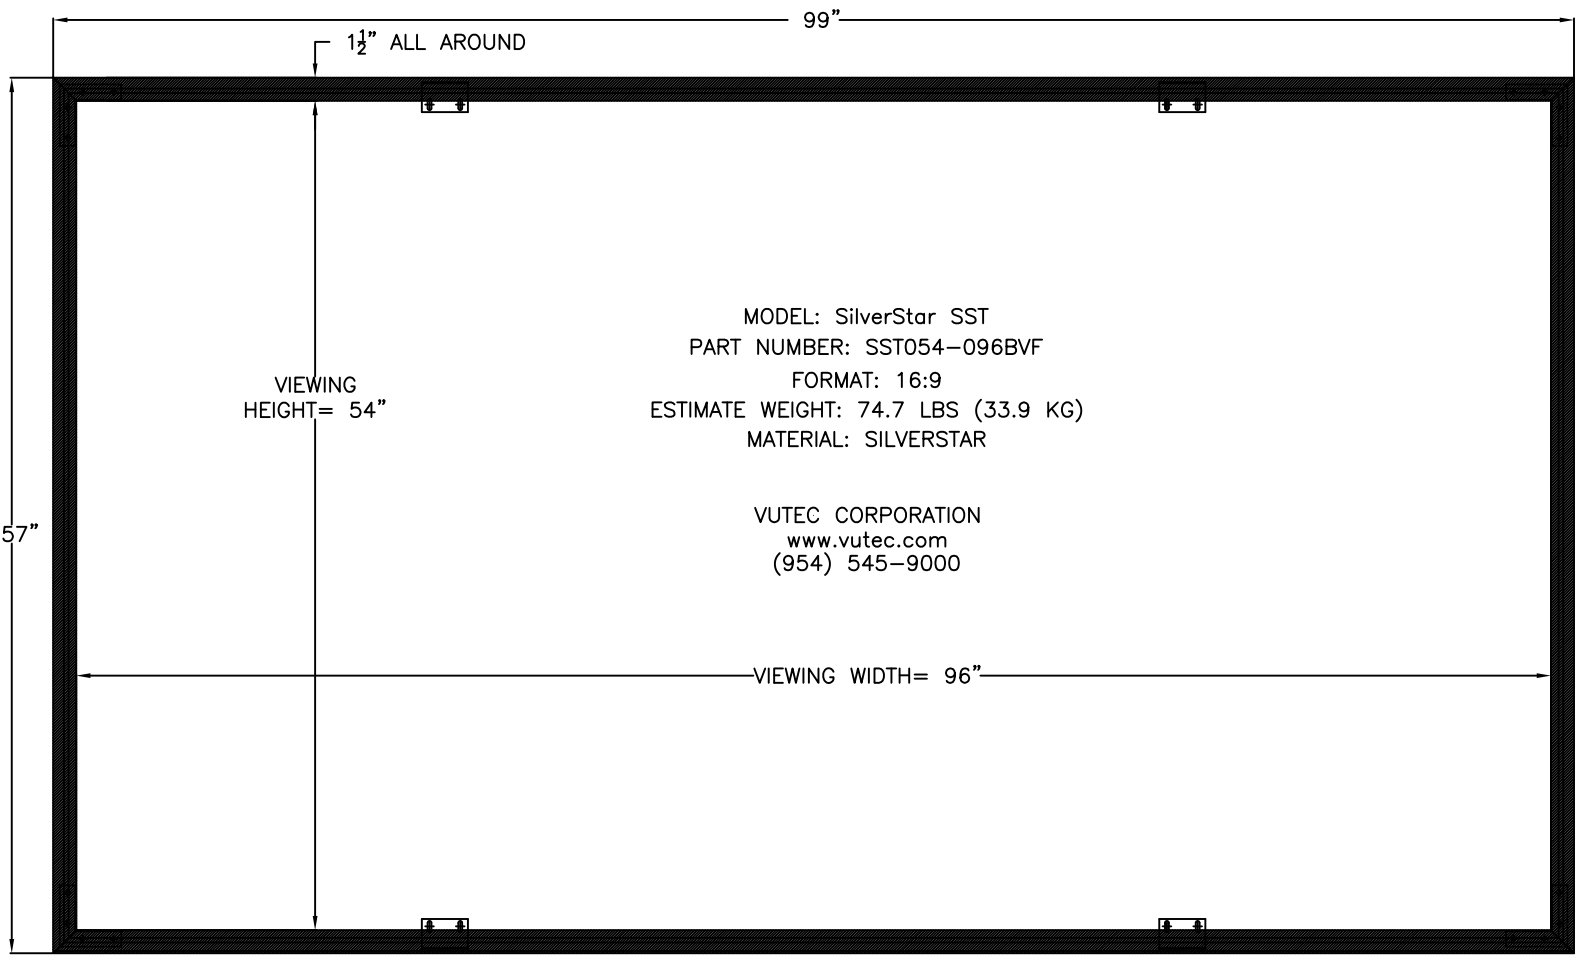 99”
1½” ALL AROUND
MODEL: SilverStar SST
PART NUMBER: SST054-096BVF
FORMAT: 16:9
ESTIMATE WEIGHT: 74.7 LBS (33.9 KG)
MATERIAL: SILVERSTAR
VIEWING
HEIGHT= 54”
VUTEC CORPORATION
www.vutec.com
(954) 545-9000
57”
VIEWING WIDTH= 96”